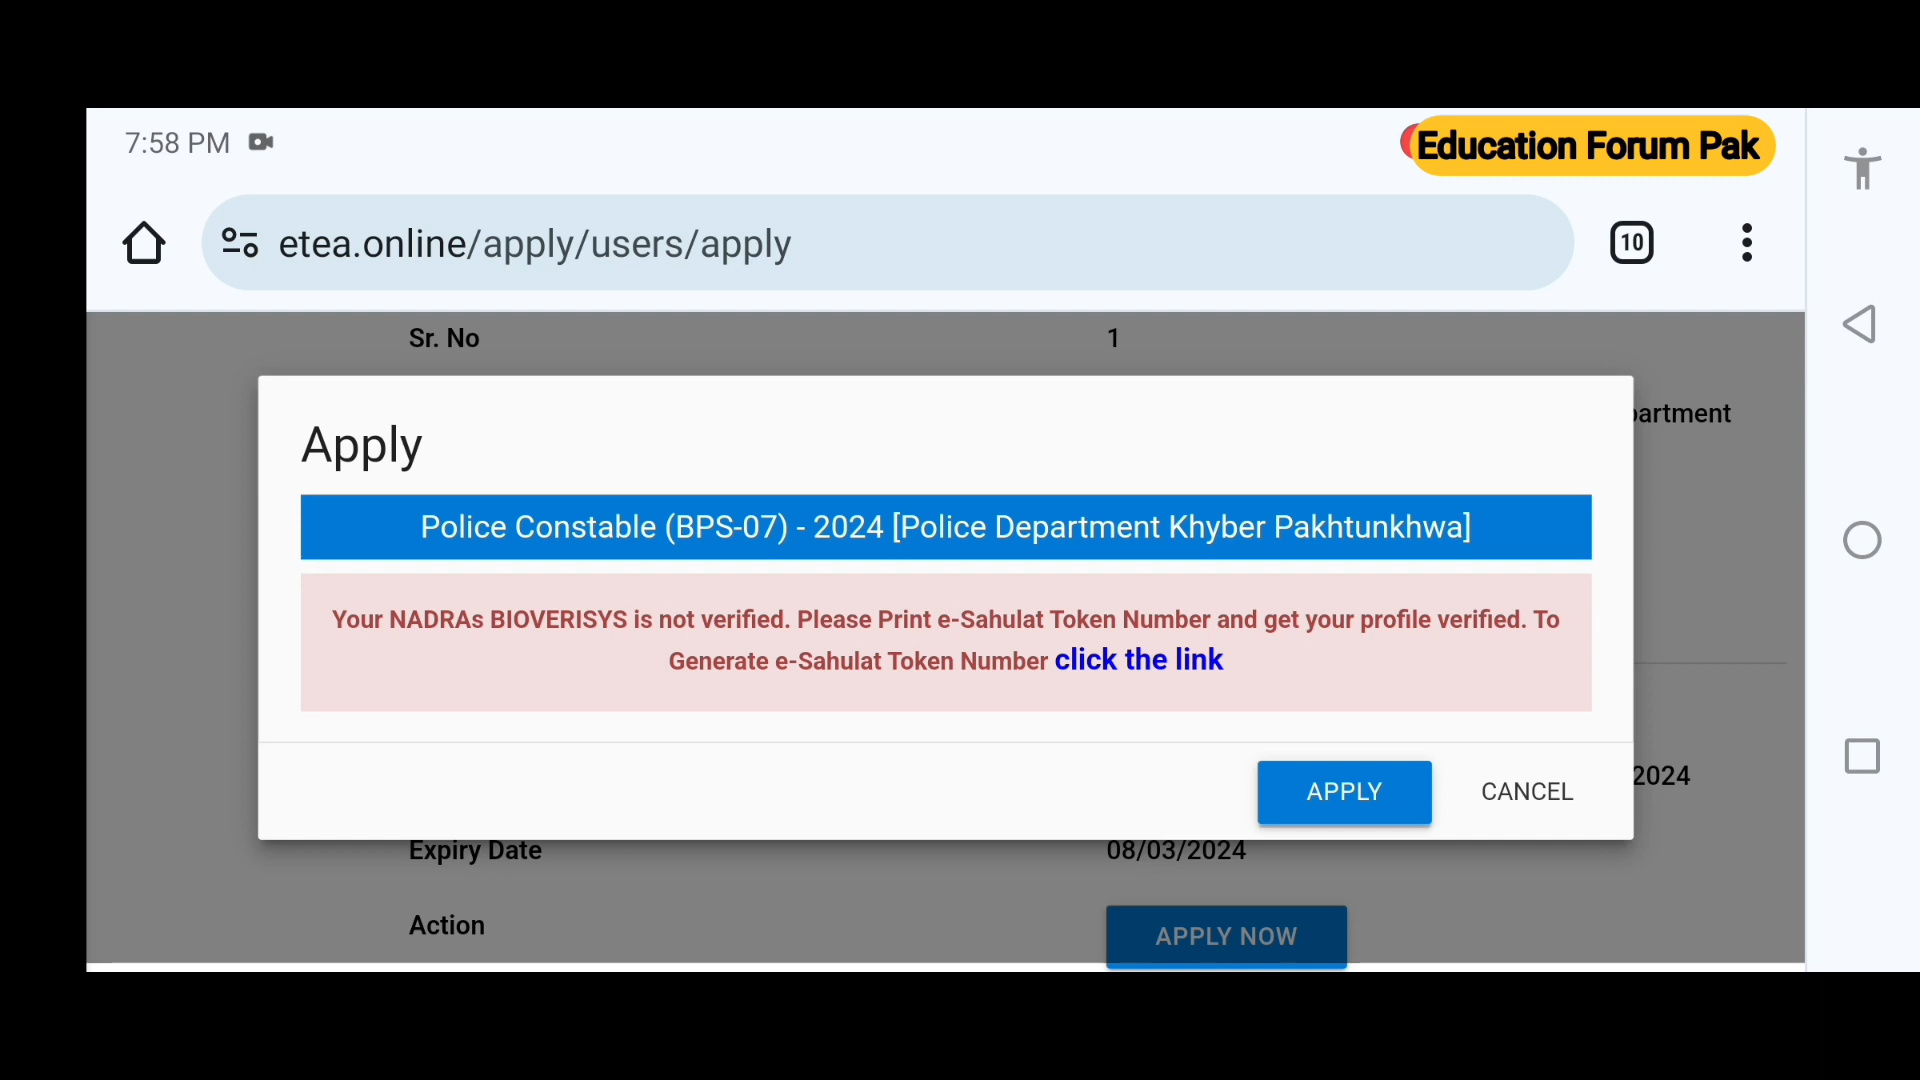 7:58 PM
Education Forum Pak
etea.online/apply/users/apply
10
Sr. No 1
partment
Apply
Police Constable (BPS-07) - 2024 [Police Department Khyber Pakhtunkhwa]
Your NADRAs BIOVERISYS is not verified. Please Print e-Sahulat Token Number and get your profile verified. To
Generate e-Sahulat Token Number click the link
2024
APPLY CANCEL
Expiry Date 08/03/2024
Action APPLY NOW